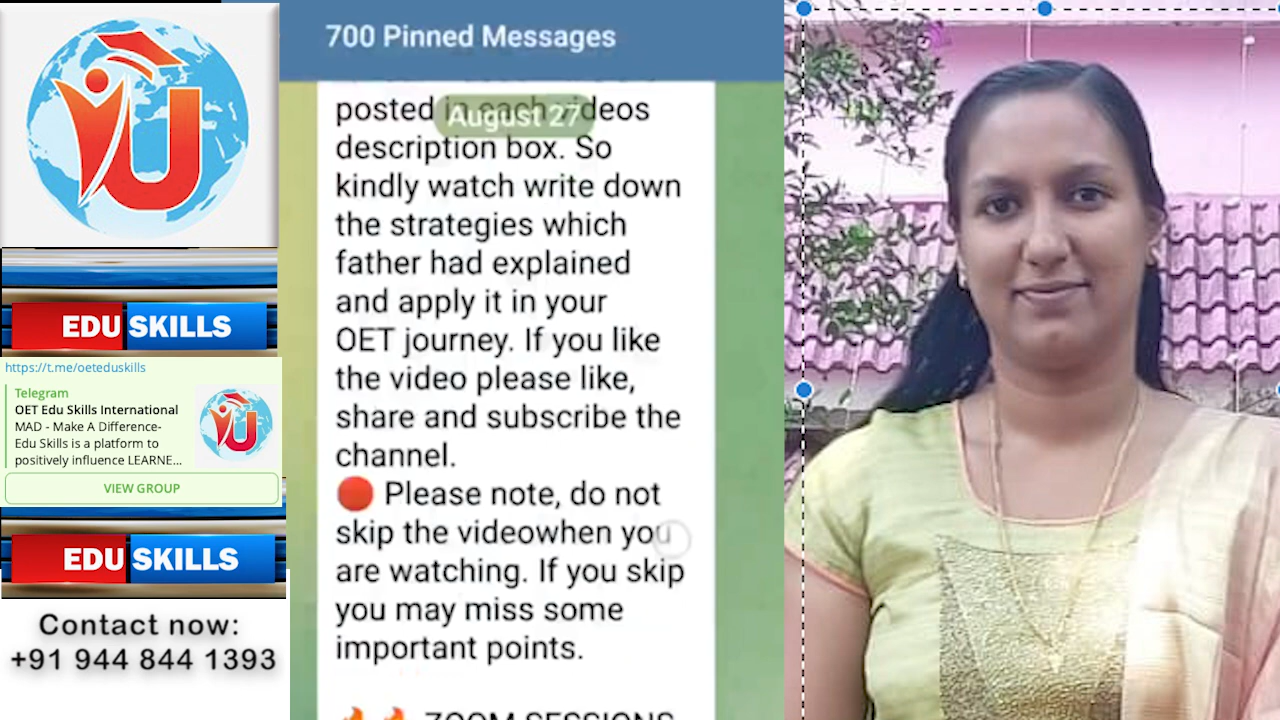 EDU SKILLS
https://t.me/oeteduskills
Telegram
OET Edu Skills International
MAD - Make A Difference-
Edu Skills is a platform to
positively influence LEARNE...
VIEW GROUP
EDU SKILLS
Contact now:
+91 944 844 1393
700 Pinned Messages
August 27
posted in each videos
description box. So
kindly watch write down
the strategies which
father had explained
and apply it in your
OET journey. If you like
the video please like,
share and subscribe the
channel.
🔴 Please note, do not
skip the videowhen you
are watching. If you skip
you may miss some
important points.
🔥🔥 ZOOM SESSIONS